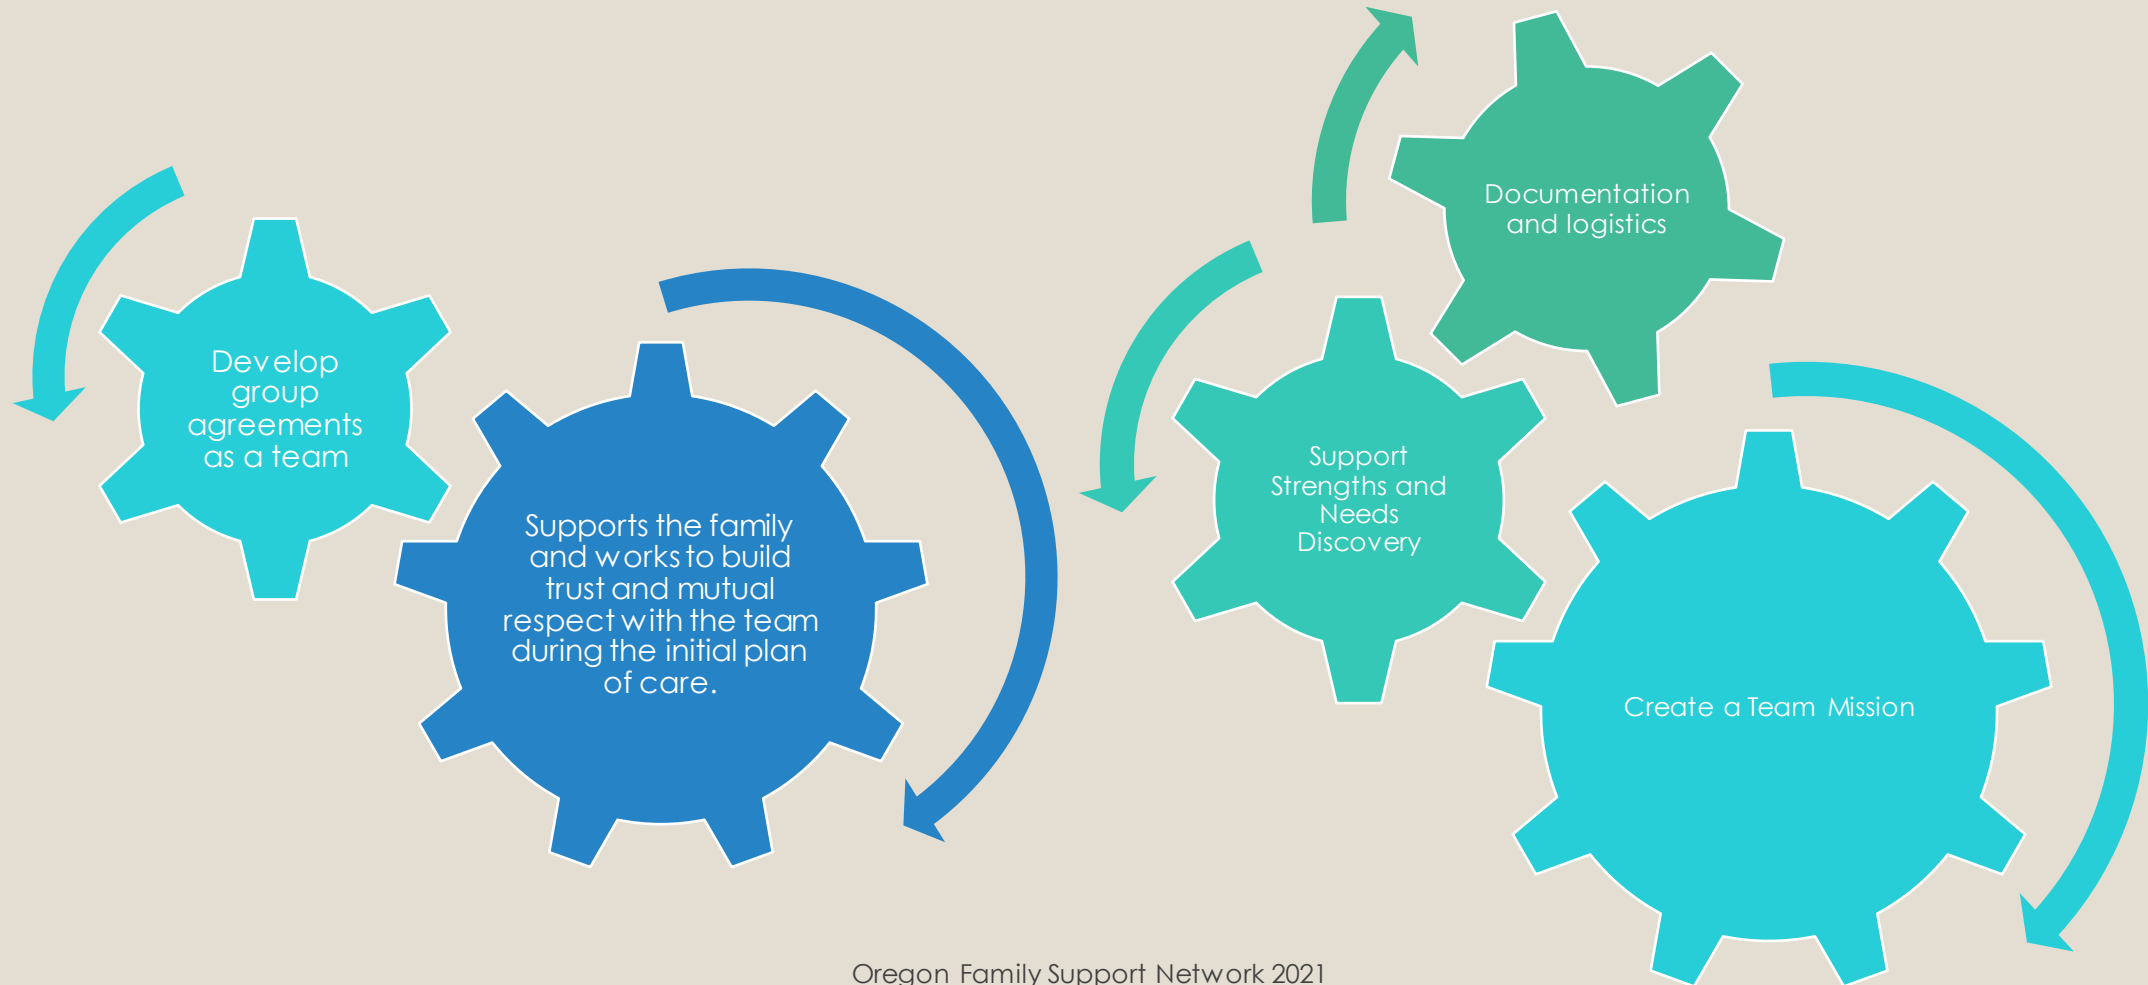 Develop
group
agreements
as a team
Supports the family
and works to build
trust and mutual
respect with the team
during the initial plan
of care.
Documentation
and logistics
Support
Strengths and
Needs
Discovery
Create a Team Mission
Oregon Family Support Network 2021